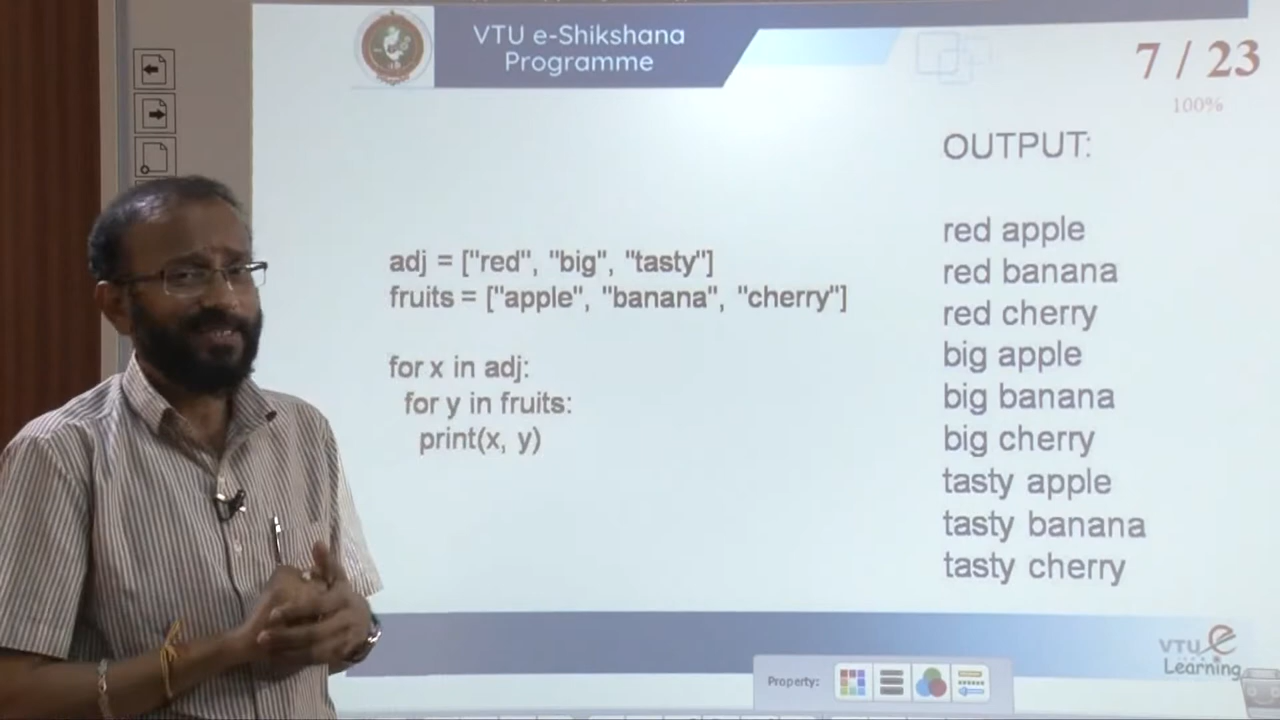 VTU e-Shikshana
Programme
7 / 23
100%
OUTPUT:
adj = ["red", "big", "tasty"]
fruits = ["apple", "banana", "cherry"]
for x in adj:
for y in fruits:
print(x, y)
red apple
red banana
red cherry
big apple
big banana
big cherry
tasty apple
tasty banana
tasty cherry
VTU e
Learning
Property: